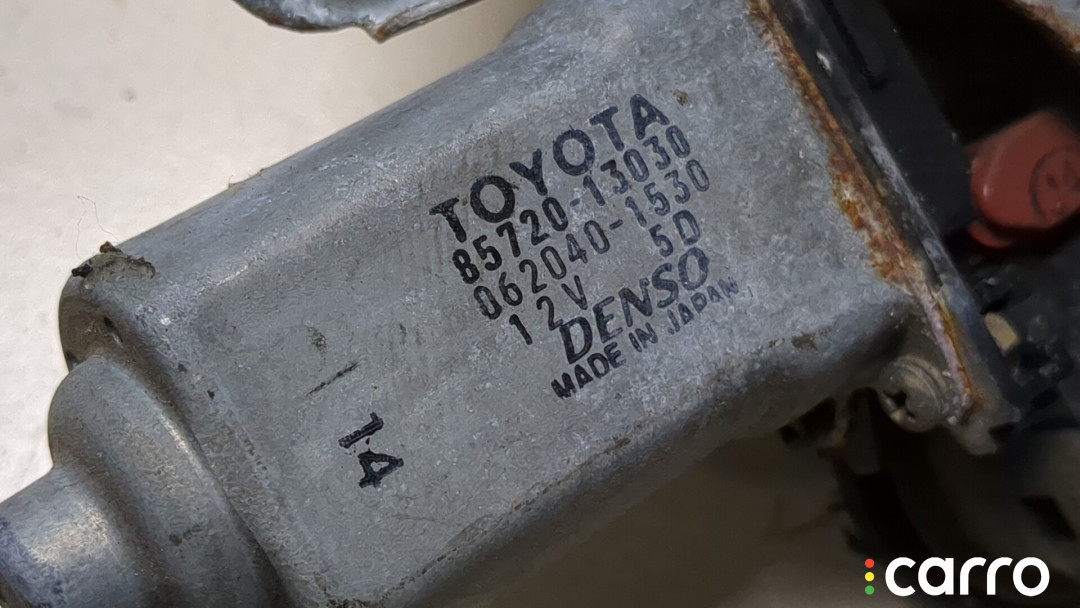 TOYOTA
85720-13030
062040-1530
12V 5D
DENSO
MADE IN JAPAN
14
carro